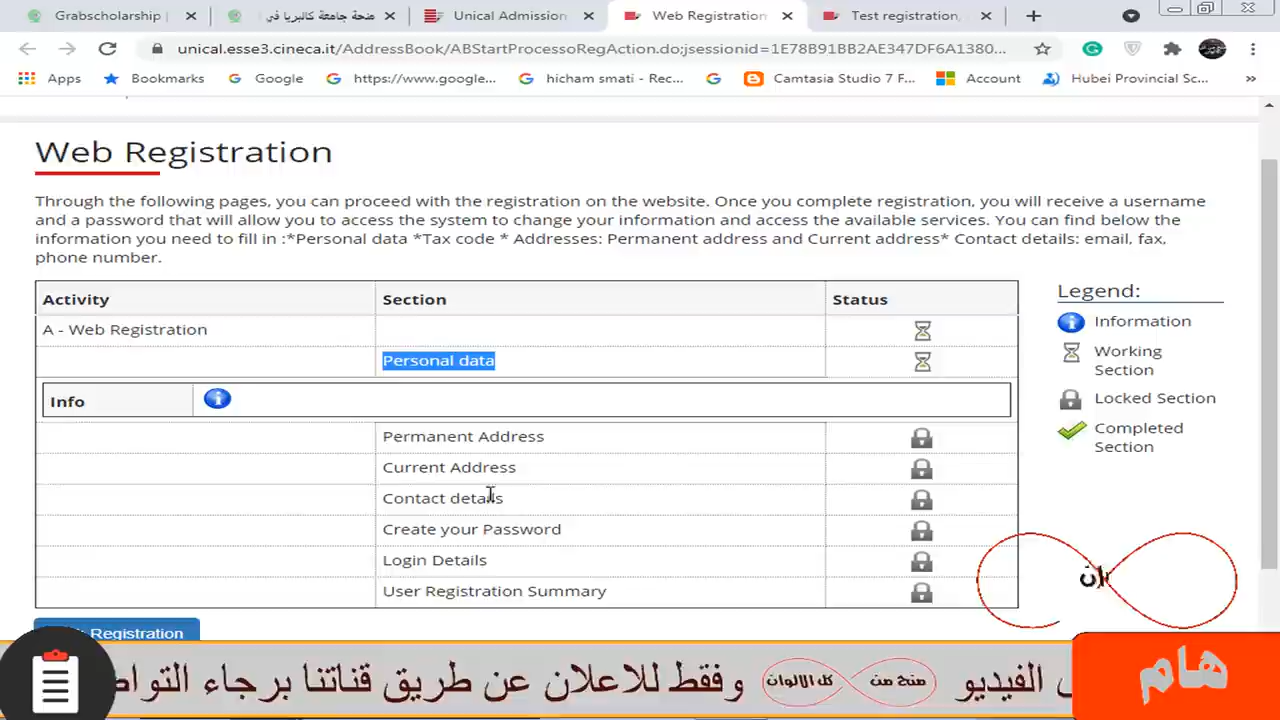 Grabscholarship
منحة جامعة كالبريا في
Unical Admission
Web Registration
Test registration,
unical.esse3.cineca.it/AddressBook/ABStartProcessoRegAction.do;jsessionid=1E78B91BB2AE347DF6A1380...
Apps
Bookmarks
Google
https://www.google...
hicham smati - Rec...
Camtasia Studio 7 F...
Account
Hubei Provincial Sc...
»
Web Registration
Through the following pages, you can proceed with the registration on the website. Once you complete registration, you will receive a username
and a password that will allow you to access the system to change your information and access the available services. You can find below the
information you need to fill in :*Personal data *Tax code * Addresses: Permanent address and Current address* Contact details: email, fax,
phone number.
Activity Section Status
A - Web Registration
Personal data
Info
Permanent Address
Current Address
Contact details
Create your Password
Login Details
User Registration Summary
Legend:
Information
Working
Section
Locked Section
Completed
Section
Registration
هام
الفيديو
منح من كل الالوان
وفقط للاعلان عن طريق قناتنا برجاء